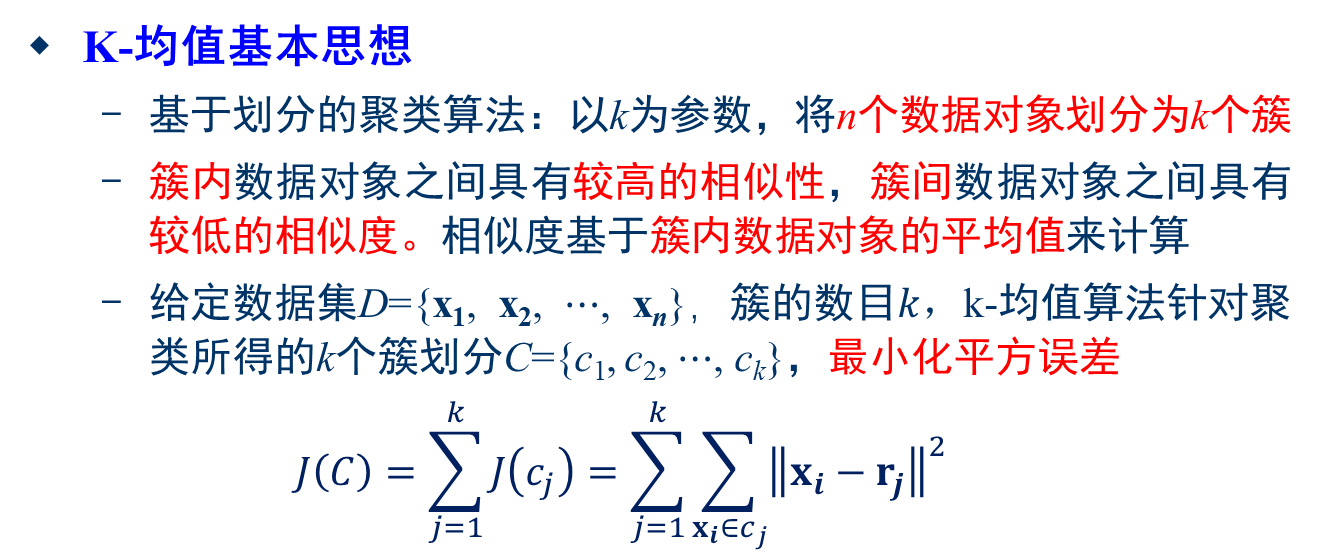 ◆ K-均值基本思想
– 基于划分的聚类算法：以k为参数，将n个数据对象划分为k个簇
– 簇内数据对象之间具有较高的相似性，簇间数据对象之间具有
较低的相似度。相似度基于簇内数据对象的平均值来计算
– 给定数据集D={x₁, x₂, ⋯, xₙ}，簇的数目k，k-均值算法针对聚
类所得的k个簇划分C={c₁, c₂, ⋯, cₖ}，最小化平方误差
J(C) = ∑_{j=1}^{k} J(c_j) = ∑_{j=1}^{k} ∑_{x_i∈c_j} ‖x_i − r_j‖²